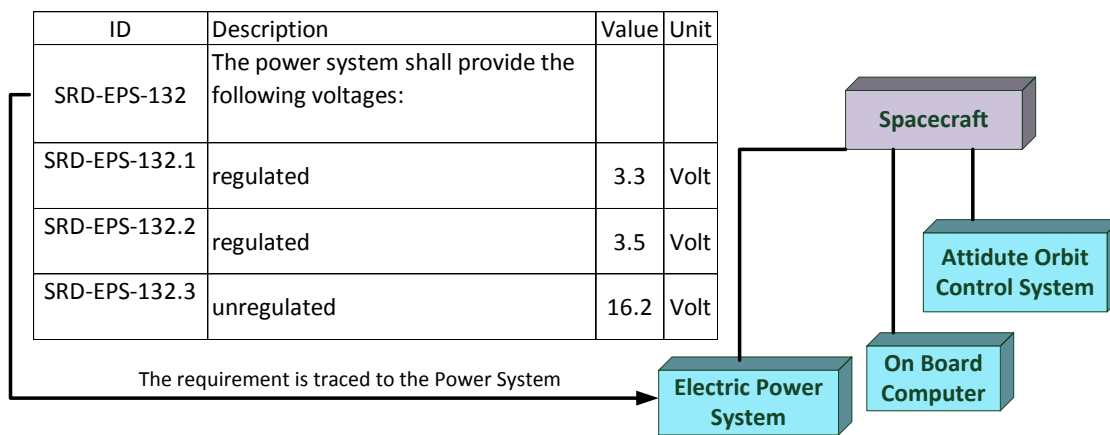 ID Description Value Unit
SRD-EPS-132 The power system shall provide the
following voltages:
SRD-EPS-132.1 regulated 3.3 Volt
SRD-EPS-132.2 regulated 3.5 Volt
SRD-EPS-132.3 unregulated 16.2 Volt
The requirement is traced to the Power System
Spacecraft
Attidute Orbit
Control System
On Board
Computer
Electric Power
System